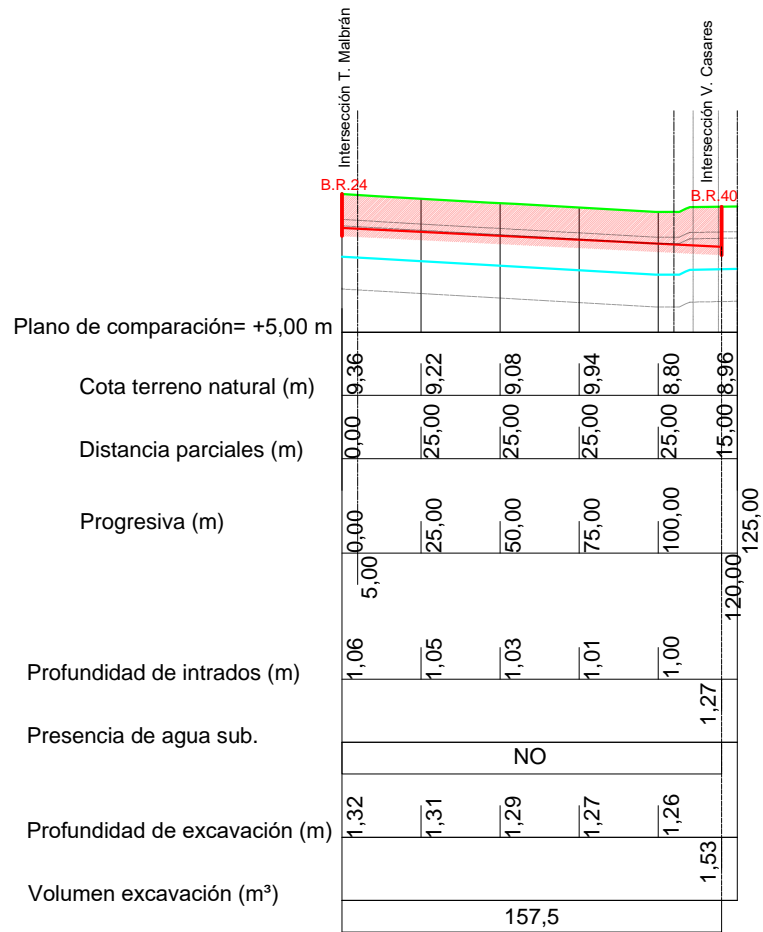 Intersección T. Malbrán
Intersección V. Casares
B.R.24
B.R.40
Plano de comparación= +5,00 m
Cota terreno natural (m) 9,36 9,22 9,08 9,94 8,80 8,96
Distancia parciales (m) 0,00 25,00 25,00 25,00 25,00 15,00
Progresiva (m) 0,00 25,00 50,00 75,00 100,00 125,00
5,00 120,00
Profundidad de intrados (m) 1,06 1,05 1,03 1,01 1,00
1,27
Presencia de agua sub.
NO
Profundidad de excavación (m) 1,32 1,31 1,29 1,27 1,26
1,53
Volumen excavación (m³)
157,5